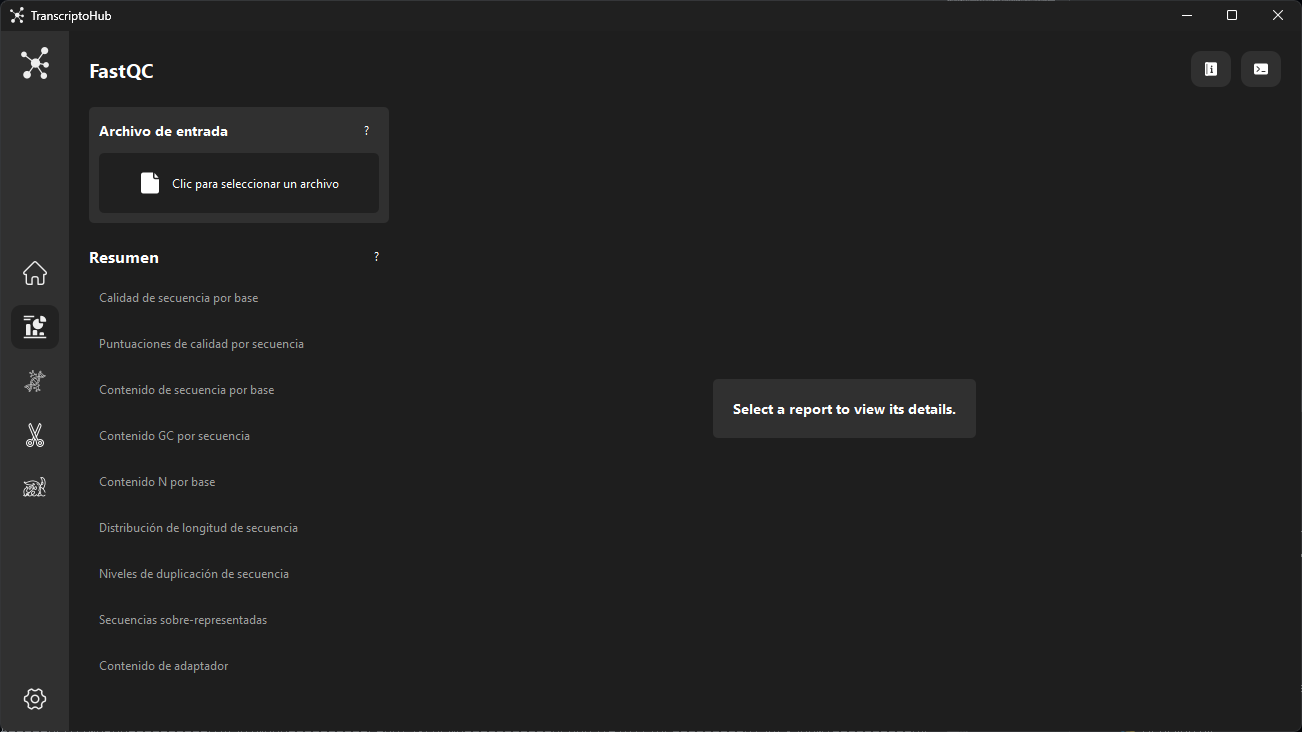 TranscriptoHub
FastQC
Archivo de entrada ?
Clic para seleccionar un archivo
Resumen ?
Calidad de secuencia por base
Puntuaciones de calidad por secuencia
Contenido de secuencia por base
Contenido GC por secuencia
Contenido N por base
Distribución de longitud de secuencia
Niveles de duplicación de secuencia
Secuencias sobre-representadas
Contenido de adaptador
Select a report to view its details.